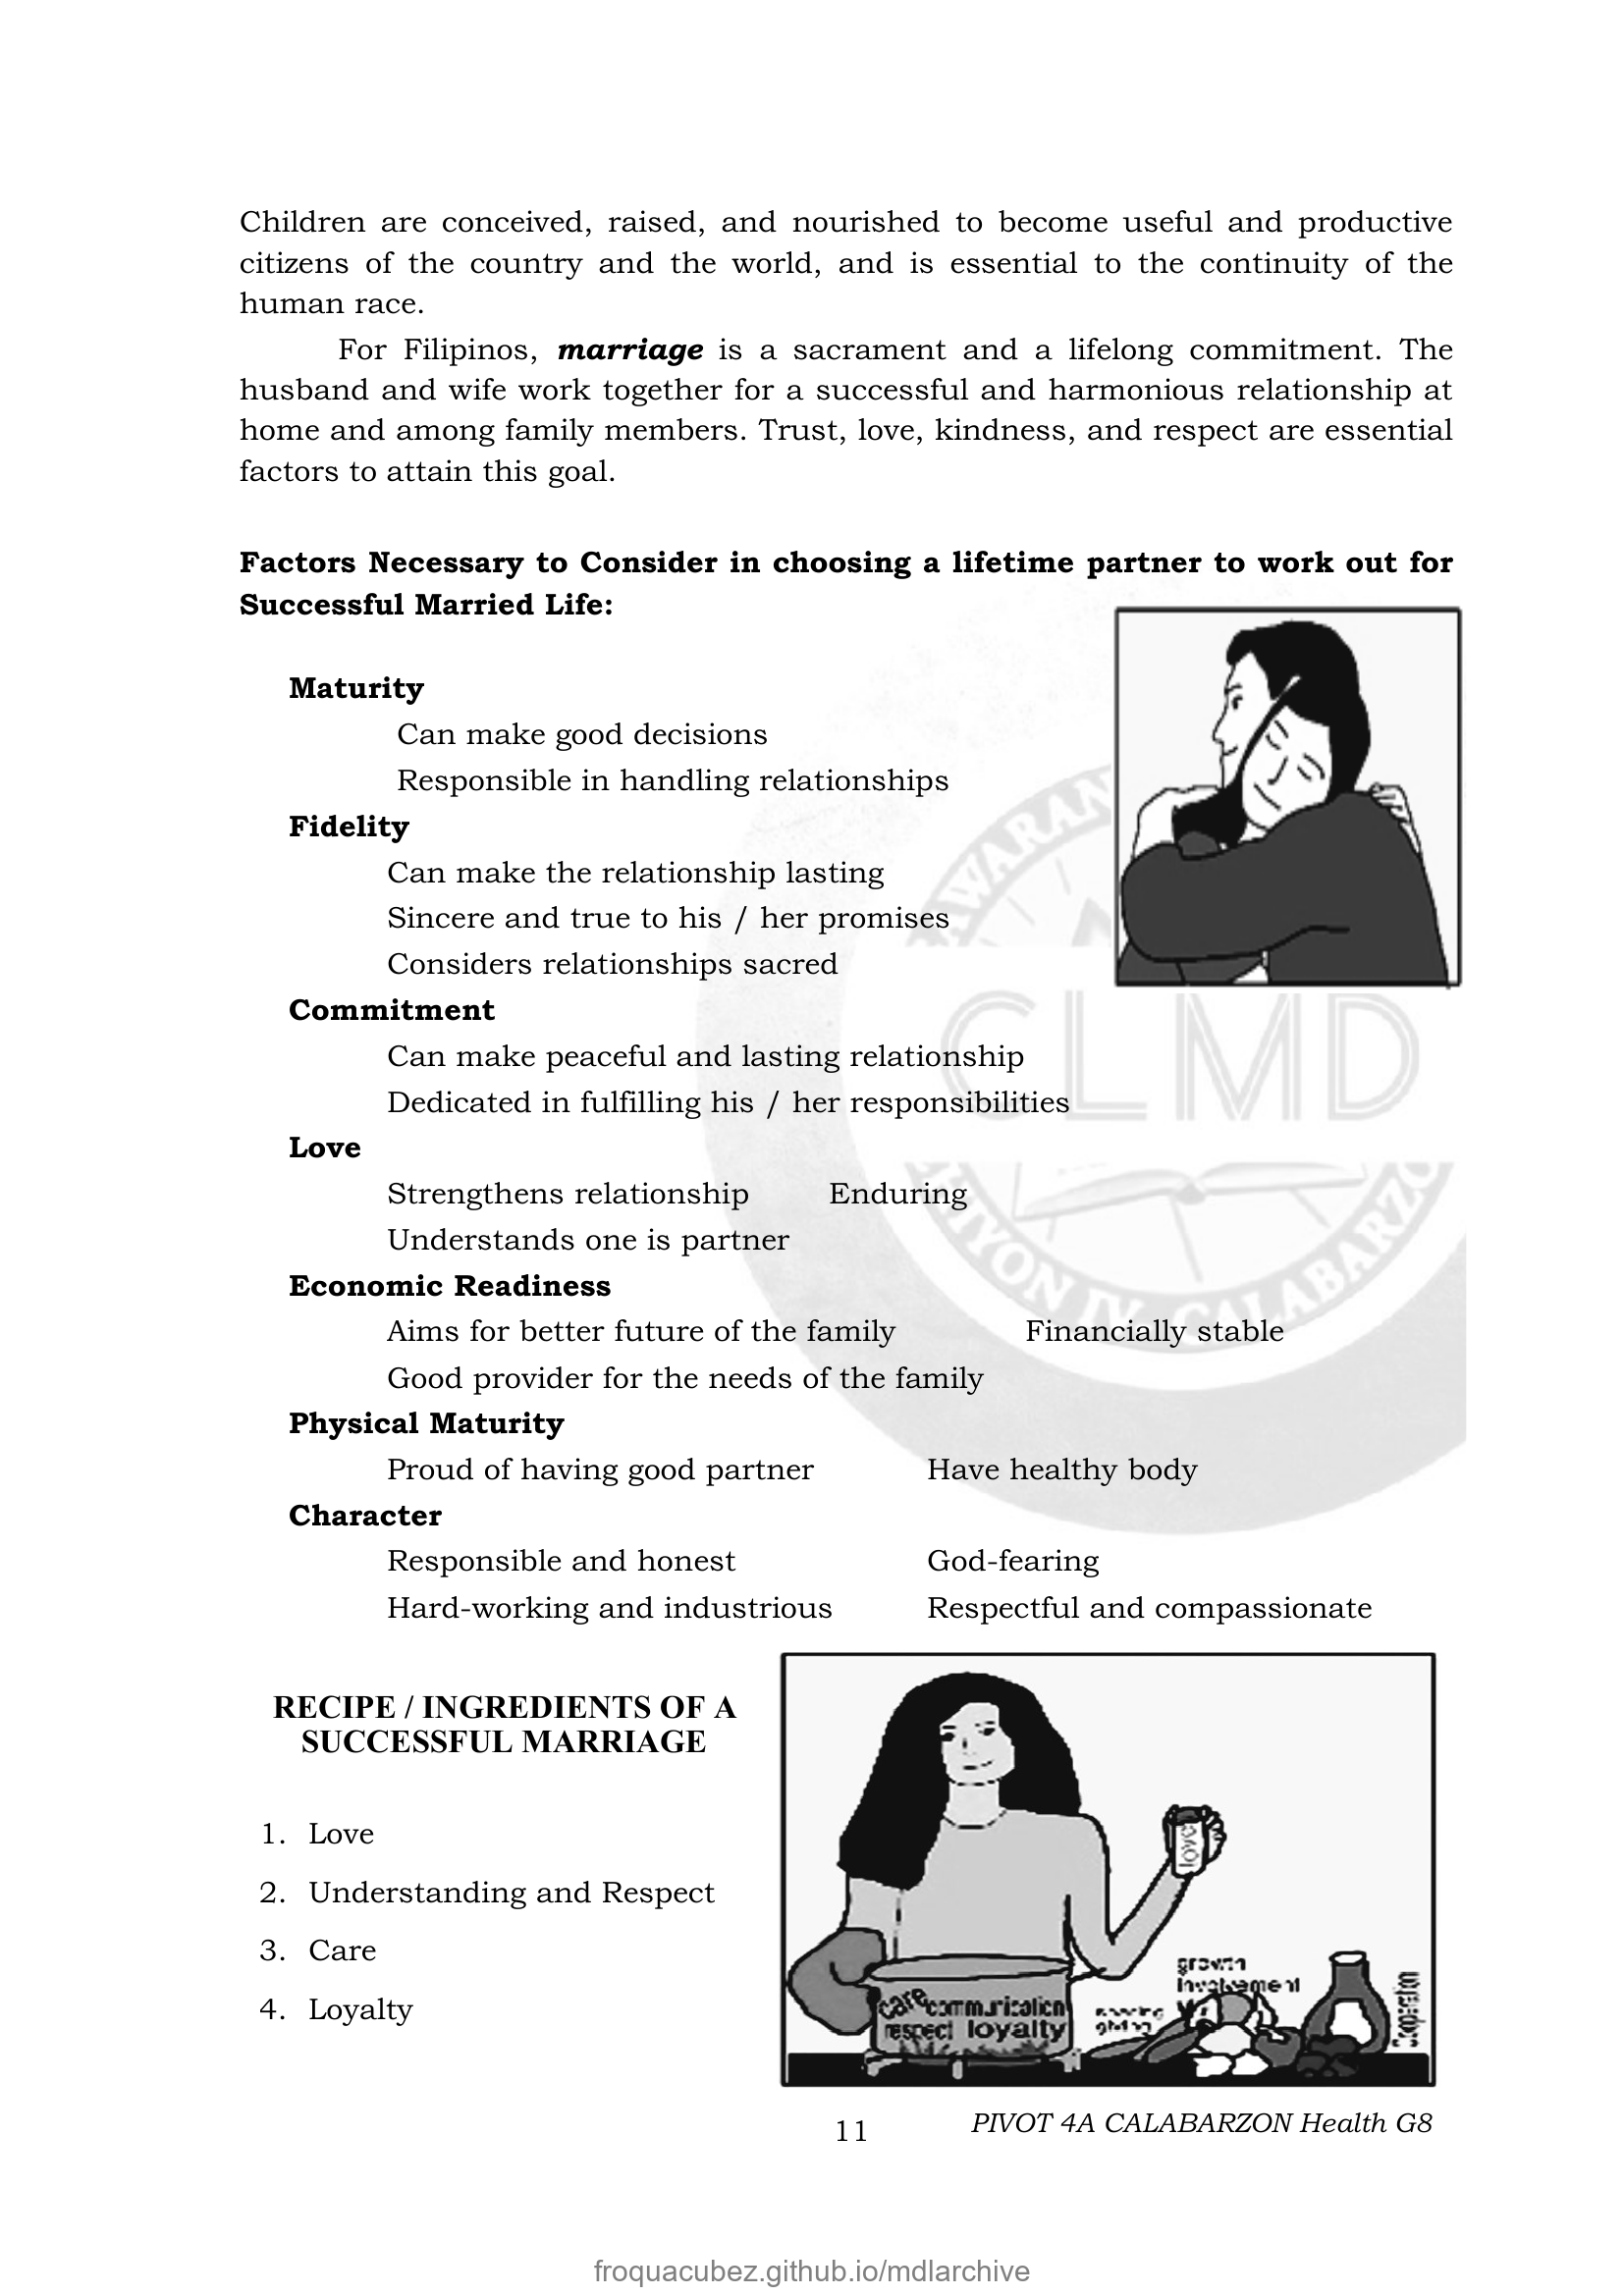 Children are conceived, raised, and nourished to become useful and productive
citizens of the country and the world, and is essential to the continuity of the
human race.
For Filipinos, marriage is a sacrament and a lifelong commitment. The
husband and wife work together for a successful and harmonious relationship at
home and among family members. Trust, love, kindness, and respect are essential
factors to attain this goal.
Factors Necessary to Consider in choosing a lifetime partner to work out for
Successful Married Life:
Maturity
Can make good decisions
Responsible in handling relationships
Fidelity
Can make the relationship lasting
Sincere and true to his / her promises
Considers relationships sacred
Commitment
Can make peaceful and lasting relationship
Dedicated in fulfilling his / her responsibilities
Love
Strengthens relationship Enduring
Understands one is partner
Economic Readiness
Aims for better future of the family Financially stable
Good provider for the needs of the family
Physical Maturity
Proud of having good partner Have healthy body
Character
Responsible and honest God-fearing
Hard-working and industrious Respectful and compassionate
CLMD
IV- CALABARZO
RECIPE / INGREDIENTS OF A
SUCCESSFUL MARRIAGE
1. Love
2. Understanding and Respect
3. Care
4. Loyalty
love
growth
involvement
care communication
respect loyalty
Cooperation
11
PIVOT 4A CALABARZON Health G8
froquacubez.github.io/mdlarchive